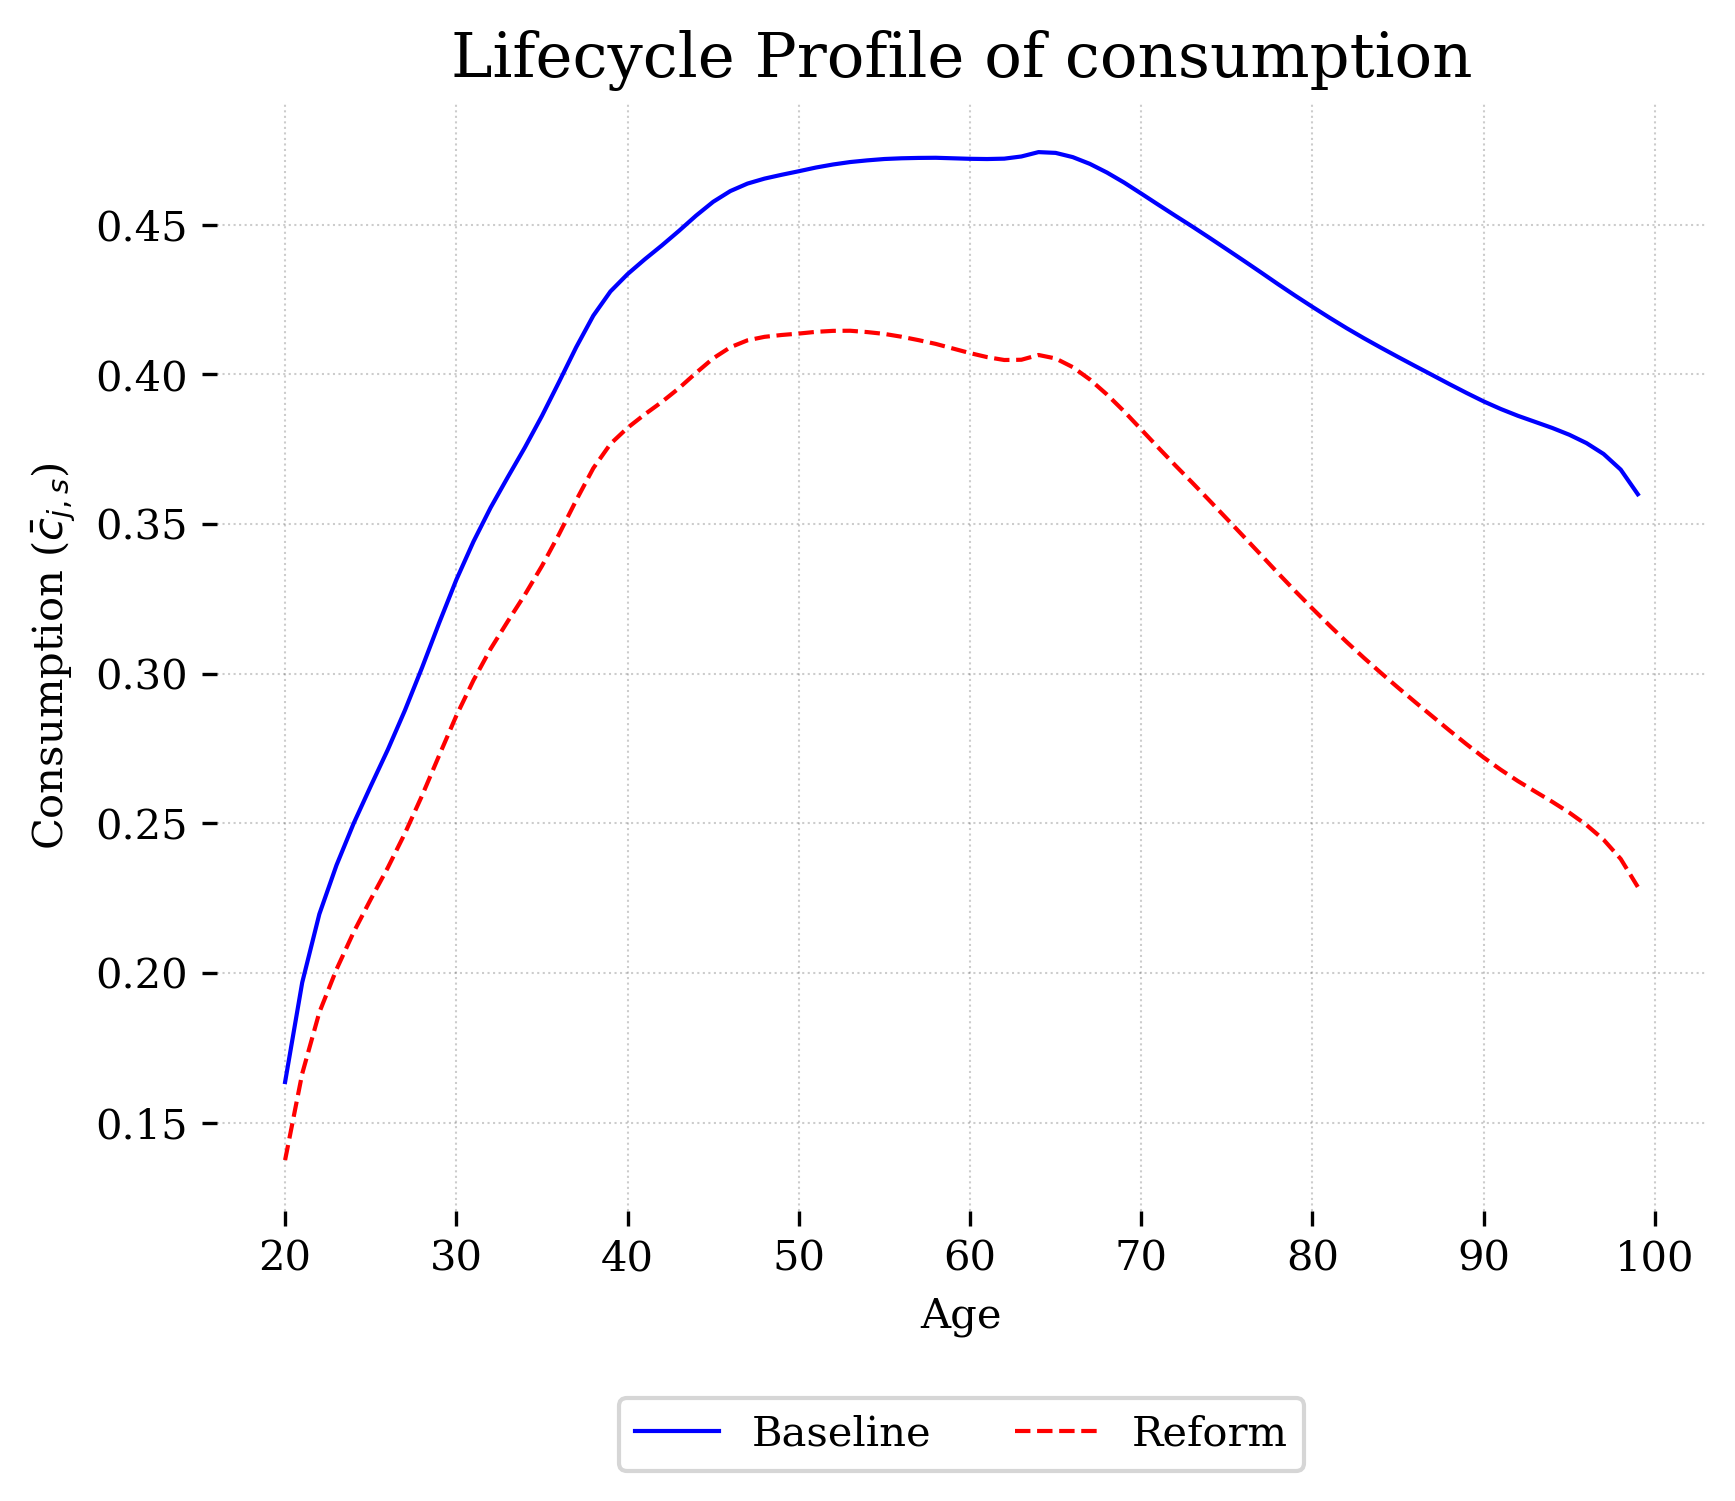 Lifecycle Profile of consumption
Consumption ($\bar{c}_{j,s}$)
0.45
0.40
0.35
0.30
0.25
0.20
0.15
20 30 40 50 60 70 80 90 100
Age
Baseline Reform